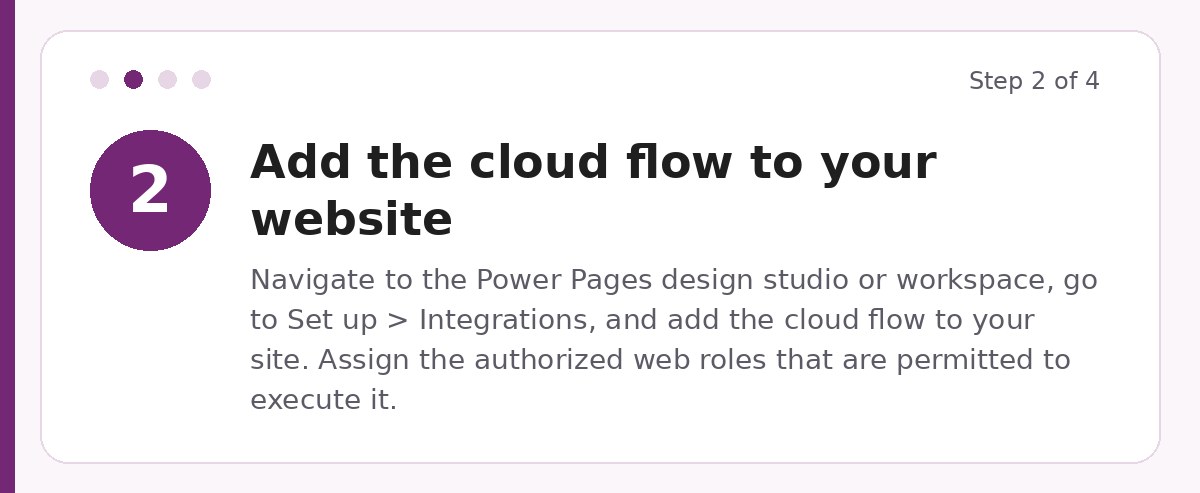 Step 2 of 4
2
Add the cloud flow to your
website
Navigate to the Power Pages design studio or workspace, go
to Set up > Integrations, and add the cloud flow to your
site. Assign the authorized web roles that are permitted to
execute it.